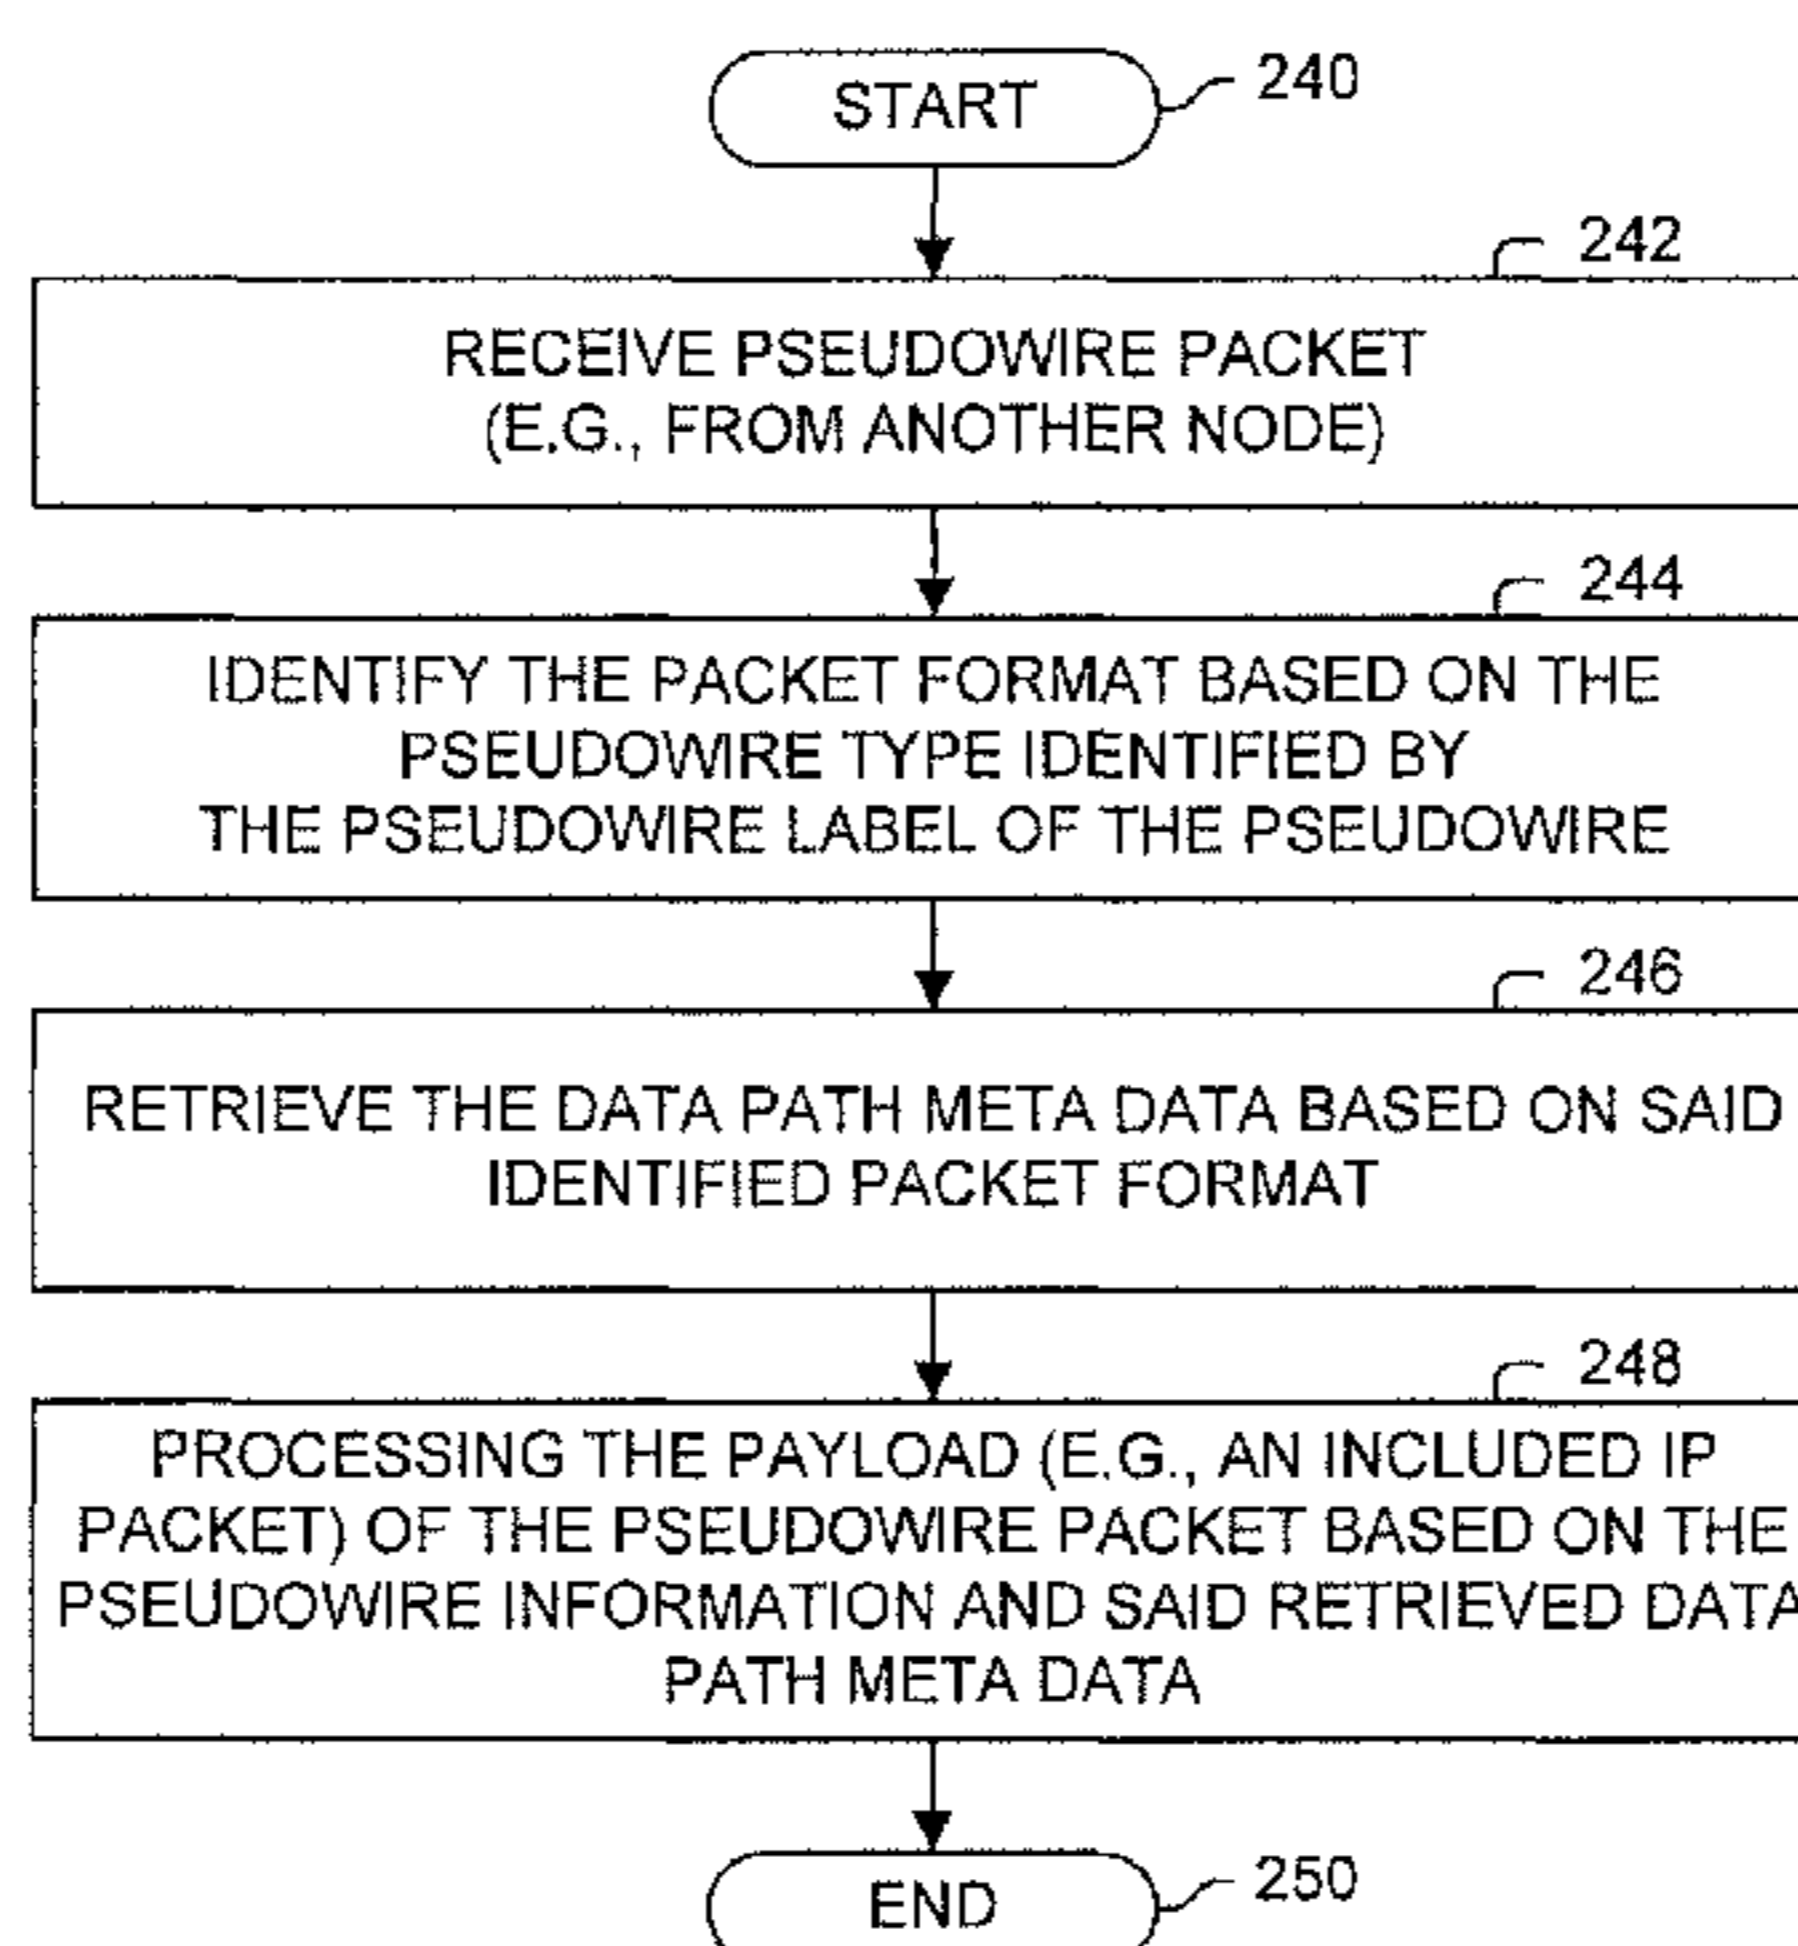 START
240
242
RECEIVE PSEUDOWIRE PACKET
(E.G., FROM ANOTHER NODE)
244
IDENTIFY THE PACKET FORMAT BASED ON THE
PSEUDOWIRE TYPE IDENTIFIED BY
THE PSEUDOWIRE LABEL OF THE PSEUDOWIRE
246
RETRIEVE THE DATA PATH META DATA BASED ON SAID
IDENTIFIED PACKET FORMAT
248
PROCESSING THE PAYLOAD (E.G., AN INCLUDED IP
PACKET) OF THE PSEUDOWIRE PACKET BASED ON THE
PSEUDOWIRE INFORMATION AND SAID RETRIEVED DATA
PATH META DATA
END
250